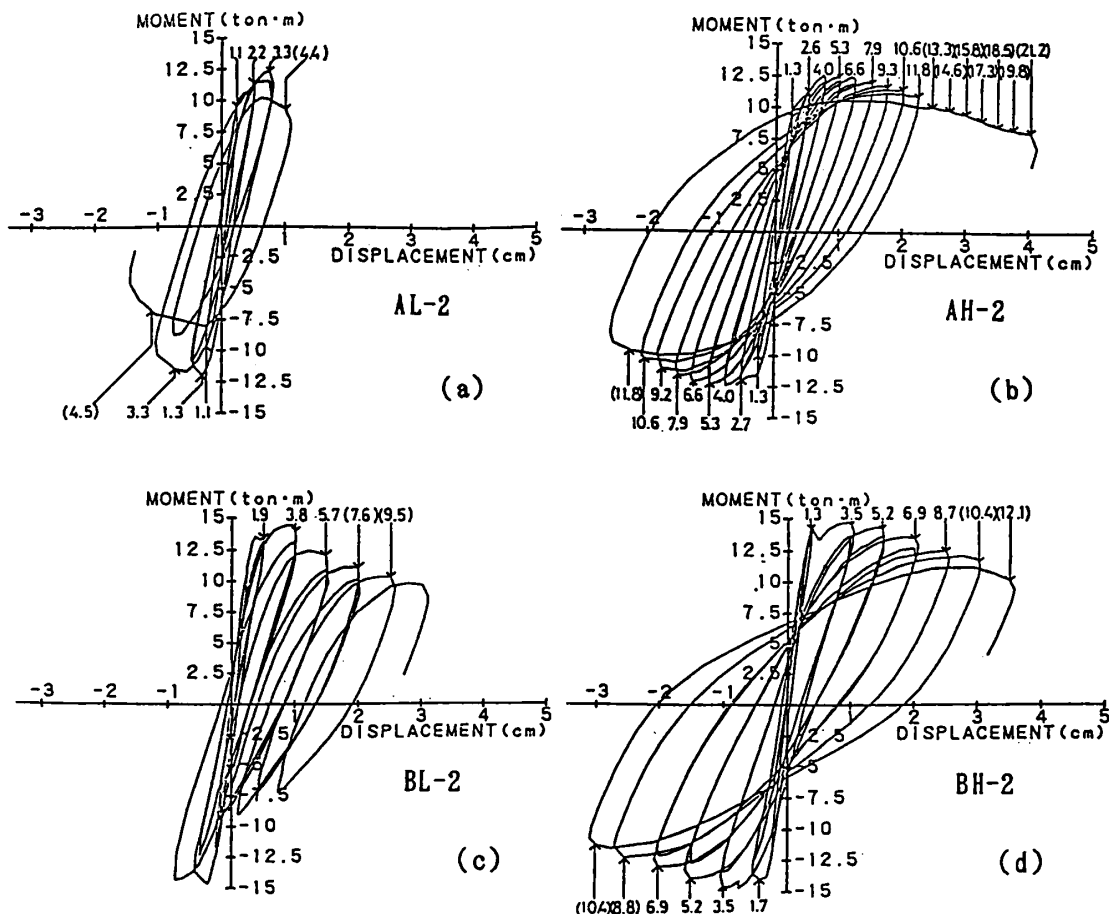 MOMENT(ton·m)
15
1.1 2.2 3.3(4.4)
12.5
10
7.5
5
2.5
-3 -2 -1 1 2 3 4 5
DISPLACEMENT(cm)
2.5
-5
-7.5
-10
-12.5
-15
AL-2
(a)
(4.5) 3.3 1.3 1.1
MOMENT(ton·m)
15
2.6 5.3 7.9 10.6(13.3)(15.8)(18.5)(21.2)
12.5
1.3 4.0 6.6 9.3 11.8(14.6)(17.3)(19.8)
10
7.5
5
2.5
-3 -2 -1 1 2 3 4 5
DISPLACEMENT(cm)
2.5
5
-7.5
-10
-12.5
-15
AH-2
(b)
(11.8) 9.2 6.6 4.0 1.3
10.6 7.9 5.3 2.7
MOMENT(ton·m)
15
1.9 3.8 5.7 (7.6)(9.5)
12.5
10
7.5
5
2.5
-3 -2 -1 1 2 3 4 5
DISPLACEMENT(cm)
2.5
5
7.5
-10
-12.5
-15
BL-2
(c)
MOMENT(ton·m)
15
1.3 3.5 5.2 6.9 8.7 (10.4)(12.1)
12.5
10
7.5
5
2.5
-3 -2 -1 1 2 3 4 5
DISPLACEMENT(cm)
2 5
5
-7.5
-10
-12.5
-15
BH-2
(d)
(10.4)(8.8) 6.9 5.2 3.5 1.7